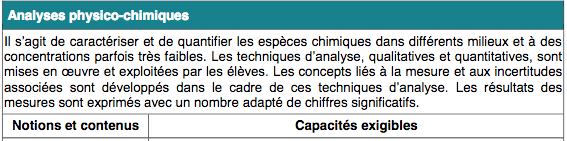 Analyses physico-chimiques
Il s'agit de caractériser et de quantifier les espèces chimiques dans différents milieux et à des
concentrations parfois très faibles. Les techniques d'analyse, qualitatives et quantitatives, sont
mises en œuvre et exploitées par les élèves. Les concepts liés à la mesure et aux incertitudes
associées sont développés dans le cadre de ces techniques d'analyse. Les résultats des
mesures sont exprimés avec un nombre adapté de chiffres significatifs.
Notions et contenus Capacités exigibles